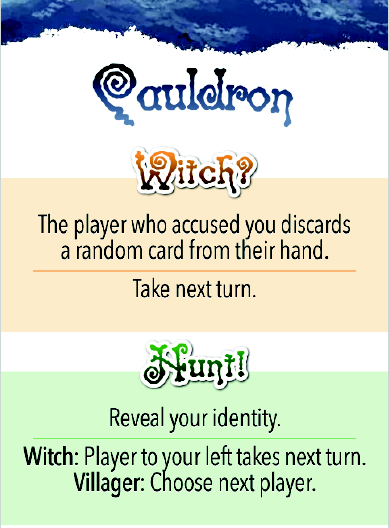 Cauldron
Witch?
The player who accused you discards
a random card from their hand.
Take next turn.
Hunt!
Reveal your identity.
Witch: Player to your left takes next turn.
Villager: Choose next player.